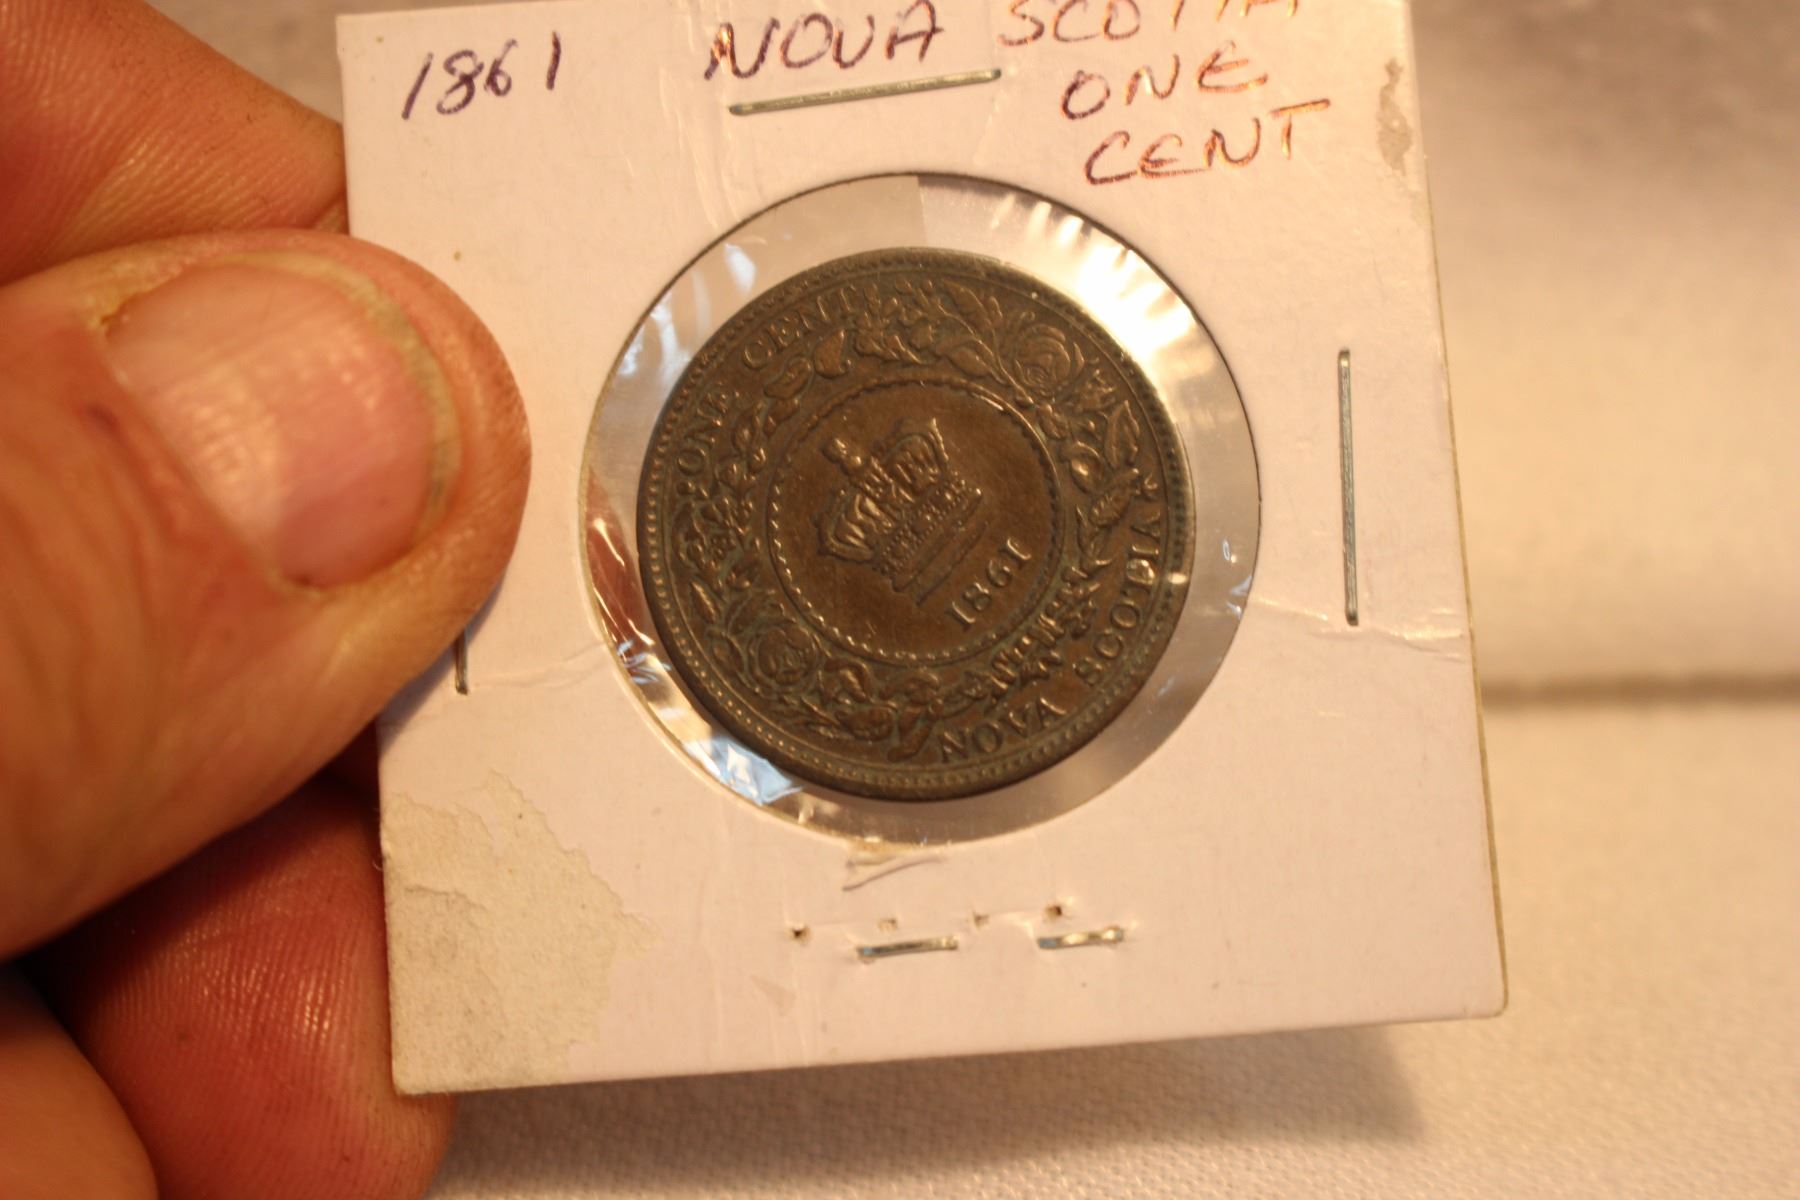 1861 NOVA SCOTIA
ONE
CENT
ONE CENT
1861
NOVA SCOTIA